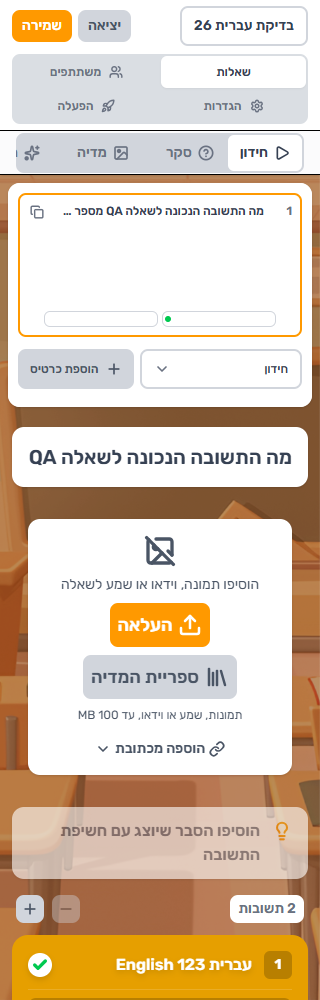 בדיקת עברית 26
יציאה
שמירה
שאלות
משתתפים
הגדרות
הפעלה
חידון
סקר
מדיה
1
מה התשובה הנכונה לשאלה QA מספר ...
חידון
הוספת כרטיס
מה התשובה הנכונה לשאלה QA
הוסיפו תמונה, וידאו או שמע לשאלה
העלאה
ספריית המדיה
תמונות, שמע או וידאו, עד 100 MB
הוספה מכתובת
הוסיפו הסבר שיוצג עם חשיפת
התשובה
2 תשובות
1
עברית 123 English